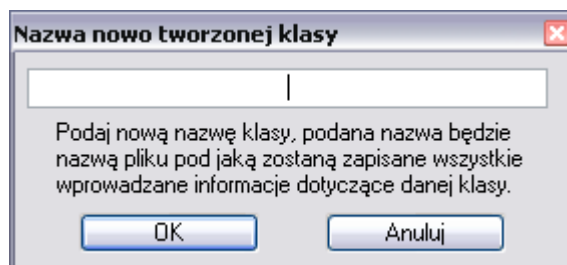 Nazwa nowo tworzonej klasy
Podaj nową nazwę klasy, podana nazwa będzie
nazwą pliku pod jaką zostaną zapisane wszystkie
wprowadzane informacje dotyczące danej klasy.
OK Anuluj